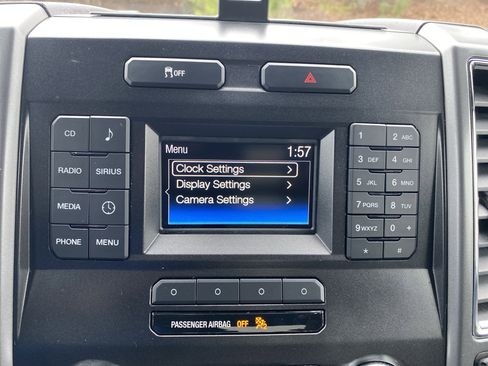 OFF
CD
RADIO SIRIUS
MEDIA
PHONE MENU
Menu 1:57
Clock Settings
Display Settings
Camera Settings
1 2 ABC
3 DEF 4 GHI
5 JKL 6 MNO
7 PQRS 8 TUV
9 WXYZ 0 +
* #
PASSENGER AIRBAG OFF